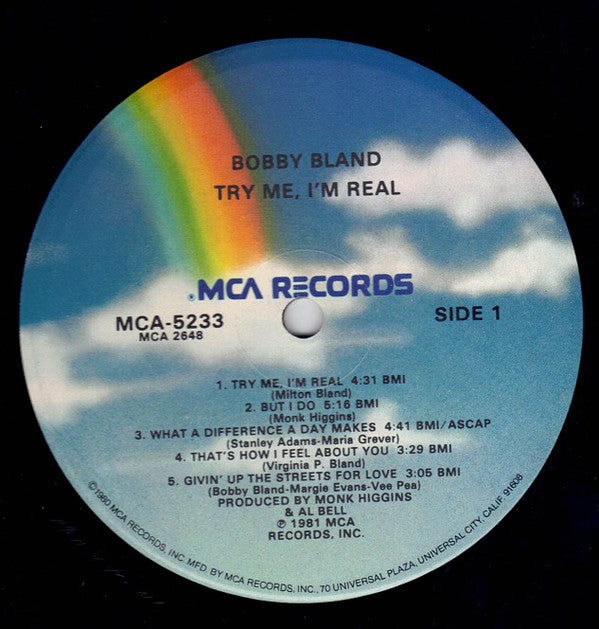 BOBBY BLAND
TRY ME, I'M REAL
®MCA RECORDS
MCA-5233
MCA 2648
SIDE 1
1. TRY ME, I'M REAL 4:31 BMI
(Milton Bland)
2. BUT I DO 5:16 BMI
(Monk Higgins)
3. WHAT A DIFFERENCE A DAY MAKES 4:41 BMI/ASCAP
(Stanley Adams-Maria Grever)
4. THAT'S HOW I FEEL ABOUT YOU 3:29 BMI
(Virginia P. Bland)
5. GIVIN' UP THE STREETS FOR LOVE 3:05 BMI
(Bobby Bland-Margie Evans-Vee Pea)
PRODUCED BY MONK HIGGINS
& AL BELL
℗ 1981 MCA
RECORDS, INC.
©1980 MCA RECORDS, INC. MFD. BY MCA RECORDS, INC., 70 UNIVERSAL PLAZA, UNIVERSAL CITY, CALIF. 91608